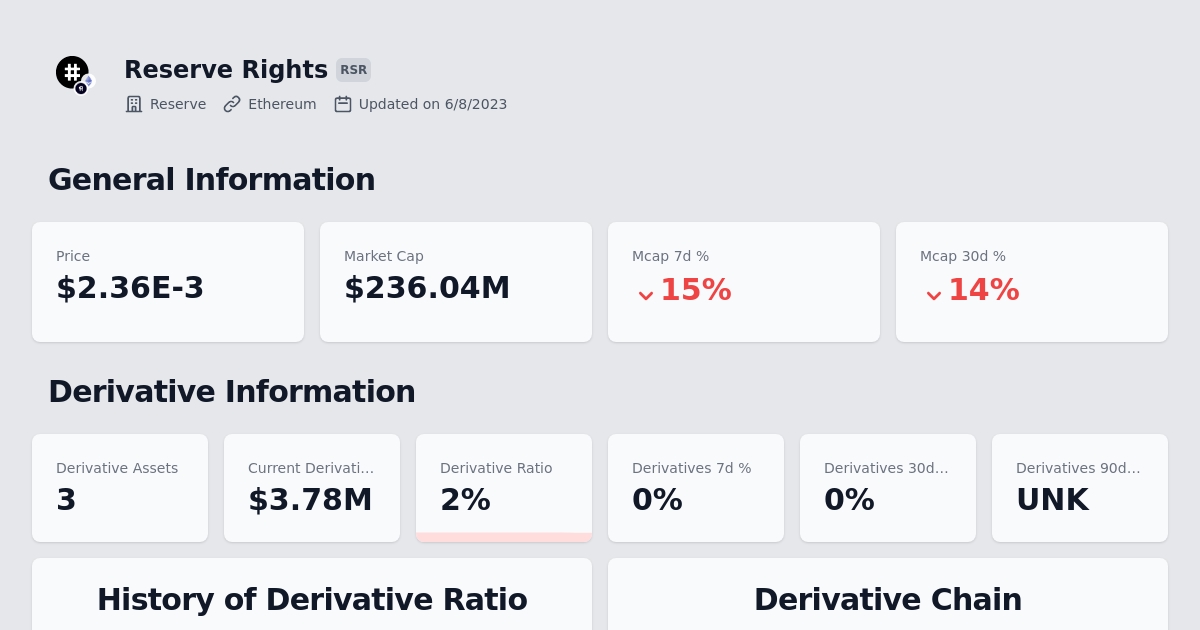 Reserve Rights RSR
Reserve Ethereum Updated on 6/8/2023
General Information
Price
$2.36E-3
Market Cap
$236.04M
Mcap 7d %
15%
Mcap 30d %
14%
Derivative Information
Derivative Assets
3
Current Derivati...
$3.78M
Derivative Ratio
2%
Derivatives 7d %
0%
Derivatives 30d...
0%
Derivatives 90d...
UNK
History of Derivative Ratio
Derivative Chain